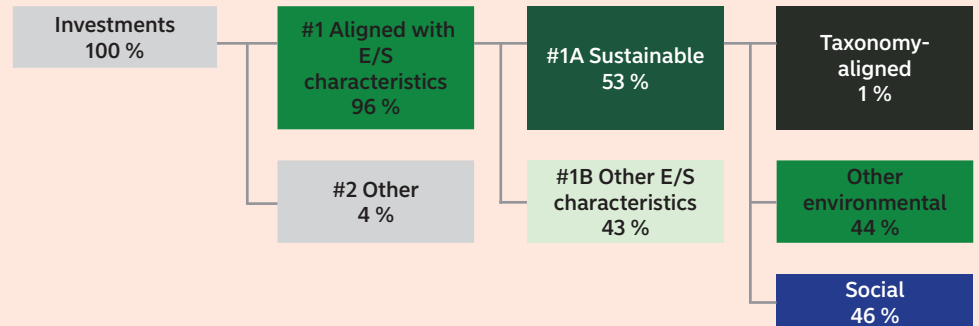 Investments
100 %
#1 Aligned with
E/S
characteristics
96 %
#1A Sustainable
53 %
Taxonomy-
aligned
1 %
#2 Other
4 %
#1B Other E/S
characteristics
43 %
Other
environmental
44 %
Social
46 %